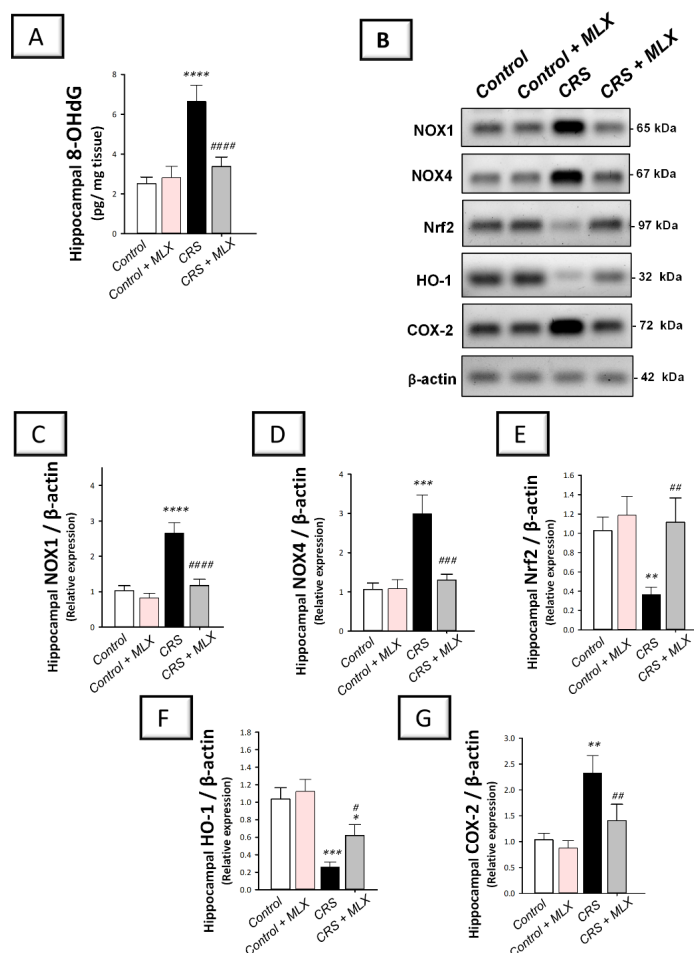 A
Hippocampal 8-OHdG
(pg/ mg tissue)
8
6
4
2
0
****
####
Control
Control + MLX
CRS
CRS + MLX
B
Control
Control + MLX
CRS
CRS + MLX
NOX1
- 65 kDa
NOX4
- 67 kDa
Nrf2
- 97 kDa
HO-1
- 32 kDa
COX-2
- 72 kDa
β-actin
- 42 kDa
C
Hippocampal NOX1 / β-actin
(Relative expression)
4
3
2
1
0
****
####
Control
Control + MLX
CRS
CRS + MLX
D
Hippocampal NOX4 / β-actin
(Relative expression)
4
3
2
1
0
***
###
Control
Control + MLX
CRS
CRS + MLX
E
Hippocampal Nrf2 / β-actin
(Relative expression)
1.6
1.4
1.2
1.0
0.8
0.6
0.4
0.2
0.0
**
##
Control
Control + MLX
CRS
CRS + MLX
F
Hippocampal HO-1 / β-actin
(Relative expression)
1.8
1.6
1.4
1.2
1.0
0.8
0.6
0.4
0.2
0.0
***
#
*
Control
Control + MLX
CRS
CRS + MLX
G
Hippocampal COX-2 / β-actin
(Relative expression)
3.0
2.5
2.0
1.5
1.0
0.5
0.0
**
##
Control
Control + MLX
CRS
CRS + MLX